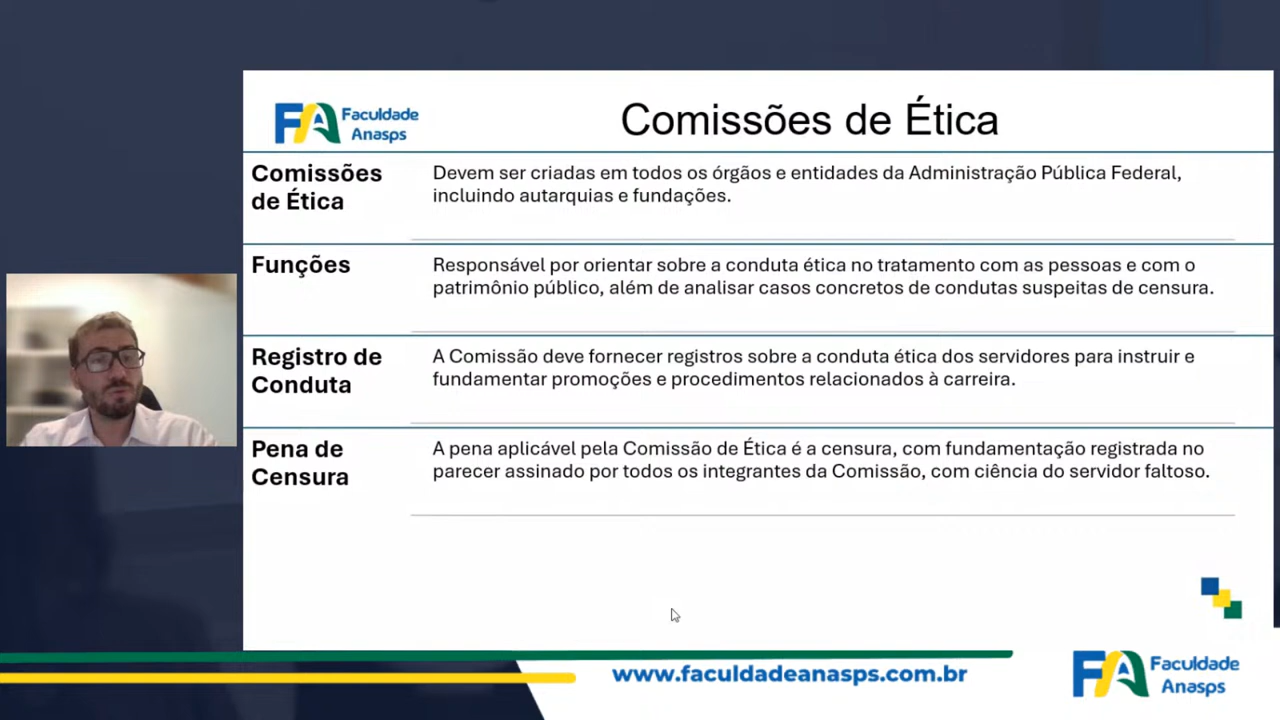 Faculdade
Anasps
Comissões de Ética
Comissões
de Ética
Devem ser criadas em todos os órgãos e entidades da Administração Pública Federal,
incluindo autarquias e fundações.
Funções
Responsável por orientar sobre a conduta ética no tratamento com as pessoas e com o
patrimônio público, além de analisar casos concretos de condutas suspeitas de censura.
Registro de
Conduta
A Comissão deve fornecer registros sobre a conduta ética dos servidores para instruir e
fundamentar promoções e procedimentos relacionados à carreira.
Pena de
Censura
A pena aplicável pela Comissão de Ética é a censura, com fundamentação registrada no
parecer assinado por todos os integrantes da Comissão, com ciência do servidor faltoso.
www.faculdadeanasps.com.br
FA Faculdade
Anasps